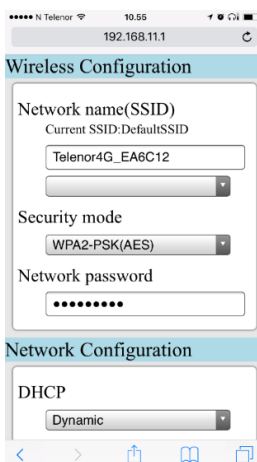 N Telenor 10.55
192.168.11.1
Wireless Configuration
Network name(SSID)
Current SSID:DefaultSSID
Telenor4G_EA6C12
Security mode
WPA2-PSK(AES)
Network password
•••••••••
Network Configuration
DHCP
Dynamic